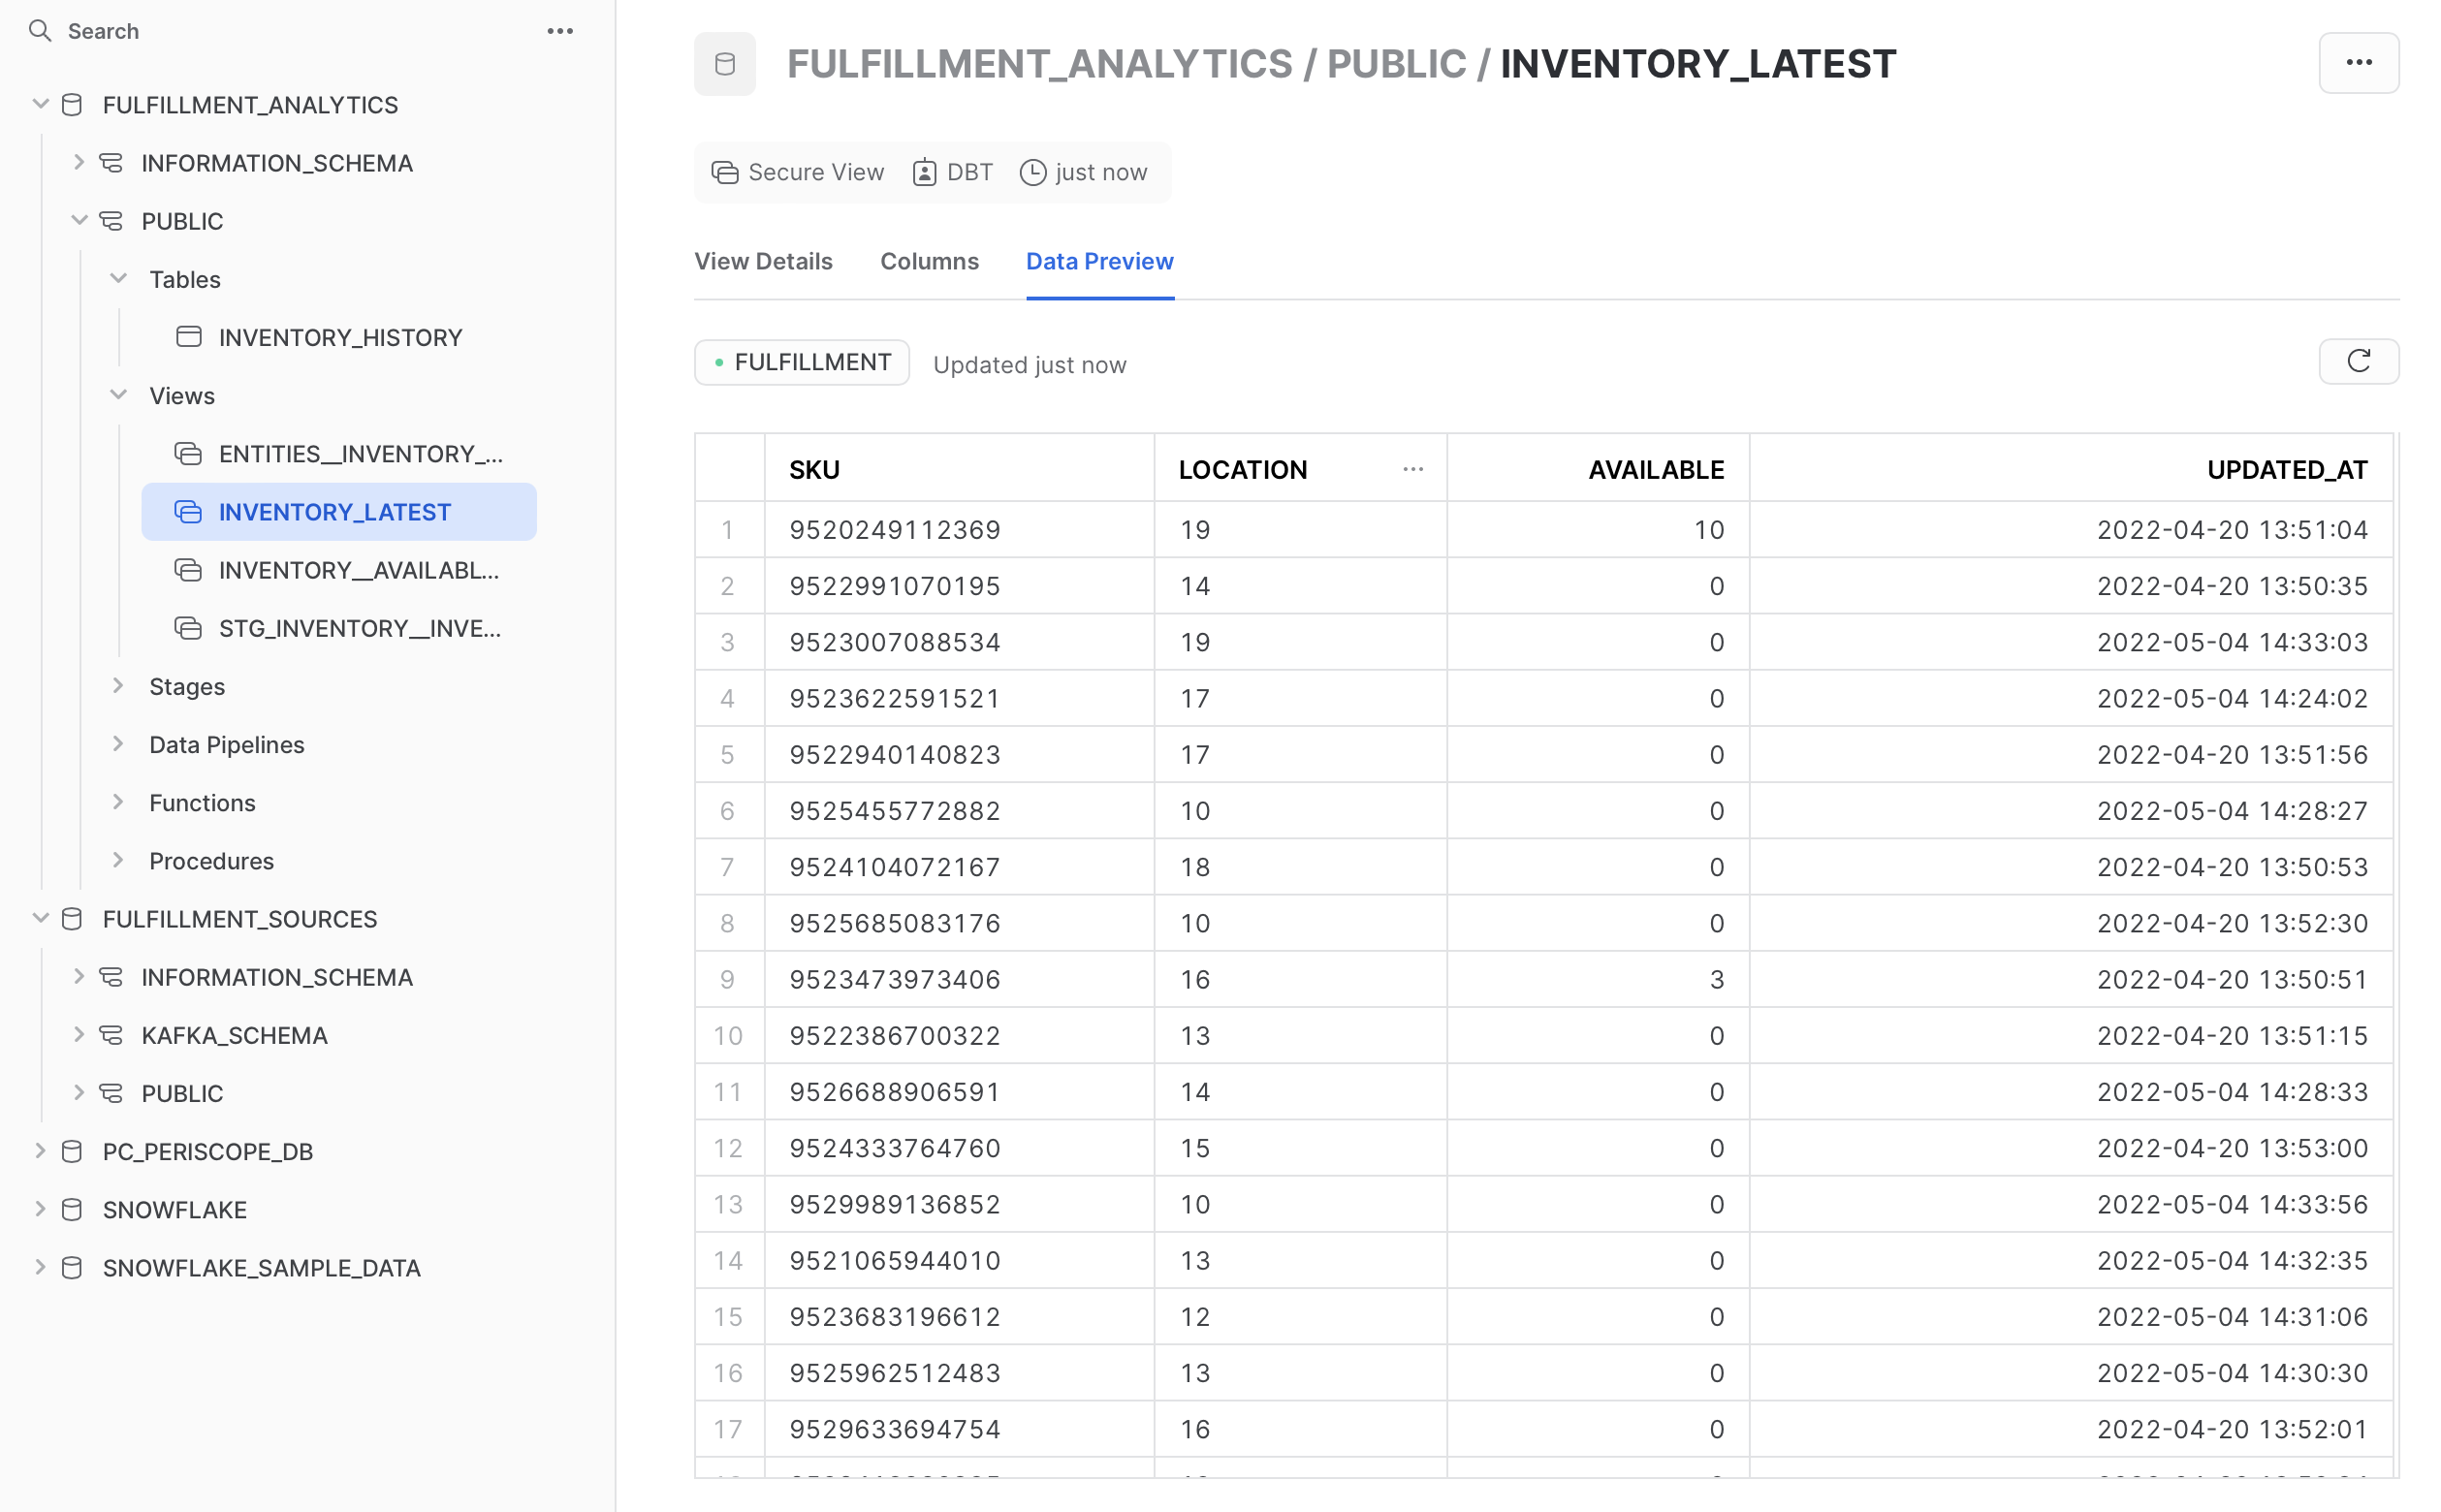 Search
FULFILLMENT_ANALYTICS
INFORMATION_SCHEMA
PUBLIC
Tables
INVENTORY_HISTORY
Views
ENTITIES__INVENTORY_...
INVENTORY_LATEST
INVENTORY__AVAILABL...
STG_INVENTORY__INVE...
Stages
Data Pipelines
Functions
Procedures
FULFILLMENT_SOURCES
INFORMATION_SCHEMA
KAFKA_SCHEMA
PUBLIC
PC_PERISCOPE_DB
SNOWFLAKE
SNOWFLAKE_SAMPLE_DATA
FULFILLMENT_ANALYTICS / PUBLIC / INVENTORY_LATEST
Secure View DBT just now
View Details Columns Data Preview
FULFILLMENT Updated just now
SKU LOCATION AVAILABLE UPDATED_AT
1 9520249112369 19 10 2022-04-20 13:51:04
2 9522991070195 14 0 2022-04-20 13:50:35
3 9523007088534 19 0 2022-05-04 14:33:03
4 9523622591521 17 0 2022-05-04 14:24:02
5 9522940140823 17 0 2022-04-20 13:51:56
6 9525455772882 10 0 2022-05-04 14:28:27
7 9524104072167 18 0 2022-04-20 13:50:53
8 9525685083176 10 0 2022-04-20 13:52:30
9 9523473973406 16 3 2022-04-20 13:50:51
10 9522386700322 13 0 2022-04-20 13:51:15
11 9526688906591 14 0 2022-05-04 14:28:33
12 9524333764760 15 0 2022-04-20 13:53:00
13 9529989136852 10 0 2022-05-04 14:33:56
14 9521065944010 13 0 2022-05-04 14:32:35
15 9523683196612 12 0 2022-05-04 14:31:06
16 9525962512483 13 0 2022-05-04 14:30:30
17 9529633694754 16 0 2022-04-20 13:52:01